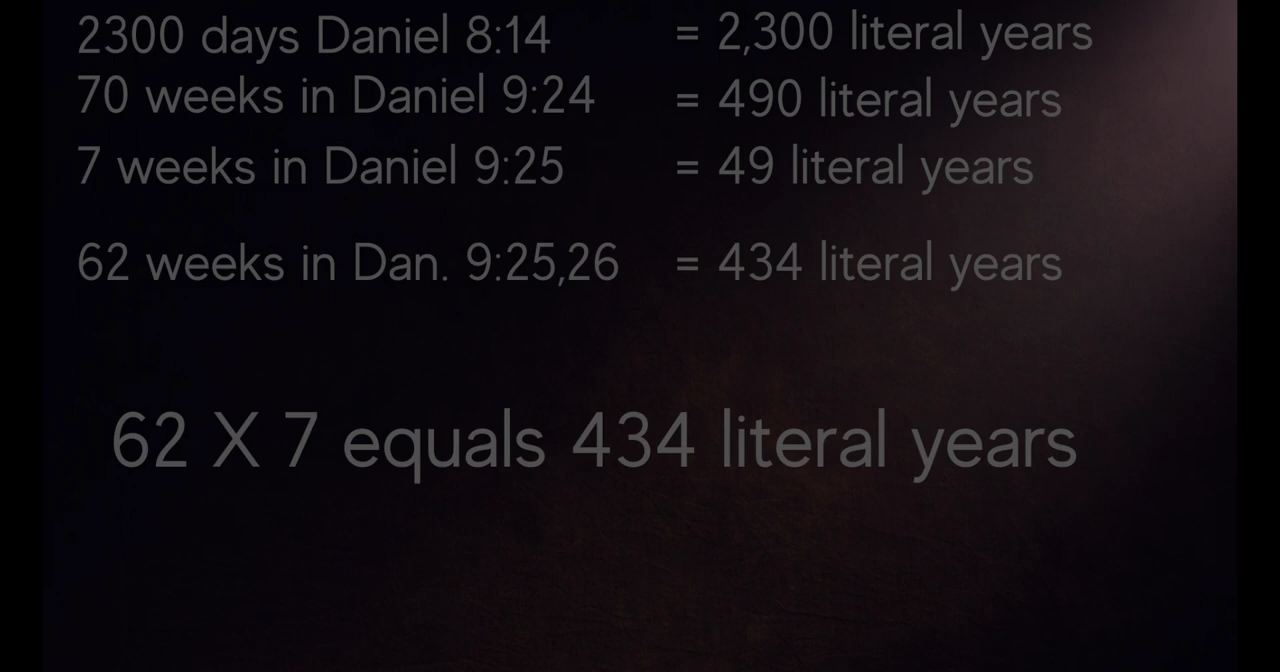 2300 days Daniel 8:14 = 2,300 literal years
70 weeks in Daniel 9:24 = 490 literal years
7 weeks in Daniel 9:25 = 49 literal years
62 weeks in Dan. 9:25,26 = 434 literal years
62 X 7 equals 434 literal years